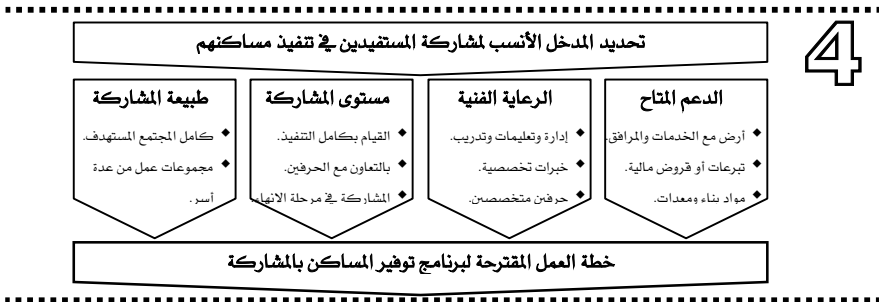 4
تحديد المدخل الأنسب لمشاركة المستفيدين في تنفيذ مساكنهم
الدعم المتاح
◆ أرض مع الخدمات والمرافق.
◆ تبرعات أو قروض مالية.
◆ مواد بناء ومعدات.
الرعاية الفنية
◆ إدارة وتعليمات وتدريب.
◆ خبرات تخصصية.
◆ حرفين متخصصين.
مستوى المشاركة
◆ القيام بكامل التنفيذ.
◆ بالتعاون مع الحرفين.
◆ المشاركة في مرحلة الانهاء
طبيعة المشاركة
◆ كامل المجتمع المستهدف.
◆ مجموعات عمل من عدة
أسر.
خطة العمل المقترحة لبرنامج توفير المساكن بالمشاركة